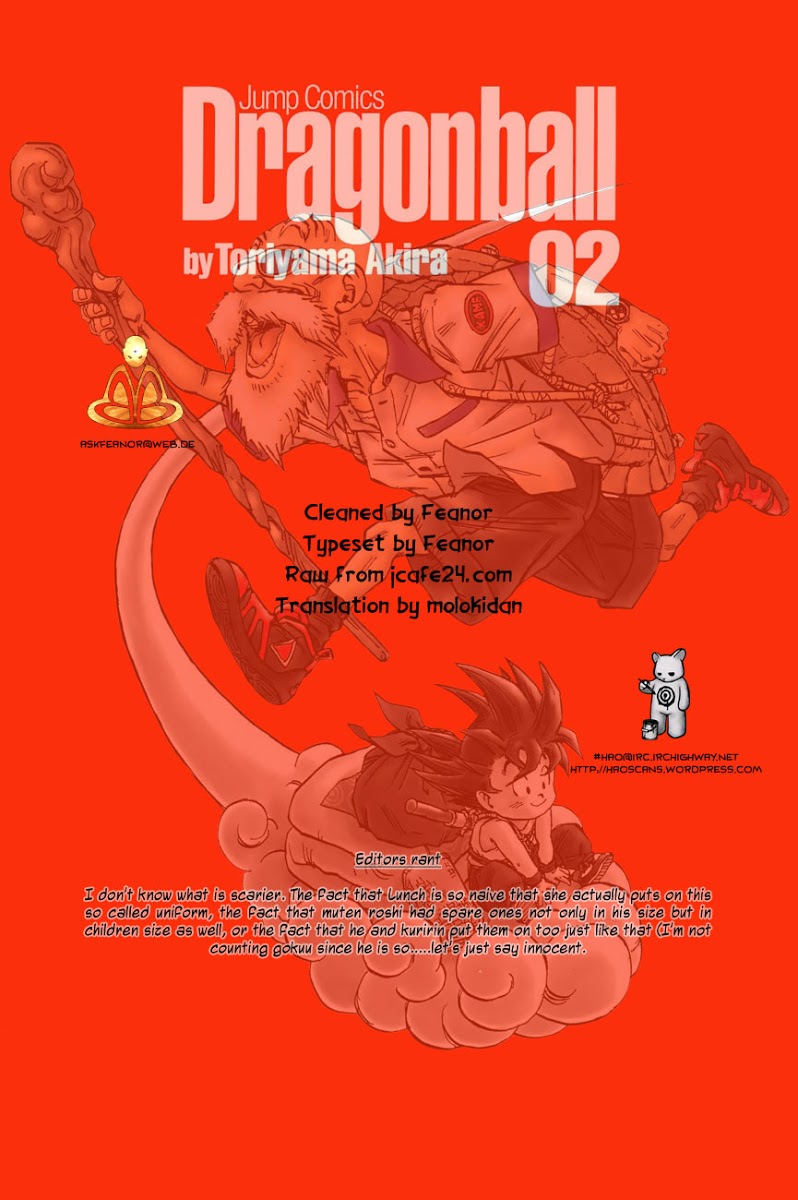 Jump Comics
Dragonball
by Toriyama Akira
02
KAME
ASKFEANOR@WEB.DE
Cleaned by Feanor
Typeset by Feanor
Raw from jcafe24.com
Translation by molokidan
#HAO@IRC.IRCHIGHWAY.NET
HTTP://HAOSCANS.WORDPRESS.COM
Editors rant
I don't know what is scarier. The fact that Lunch is so naive that she actually puts on this
so called uniform, the fact that muten roshi had spare ones not only in his size but in
children size as well, or the fact that he and kuririn put them on too just like that (I'm not
counting gokuu since he is so.....let's just say innocent.